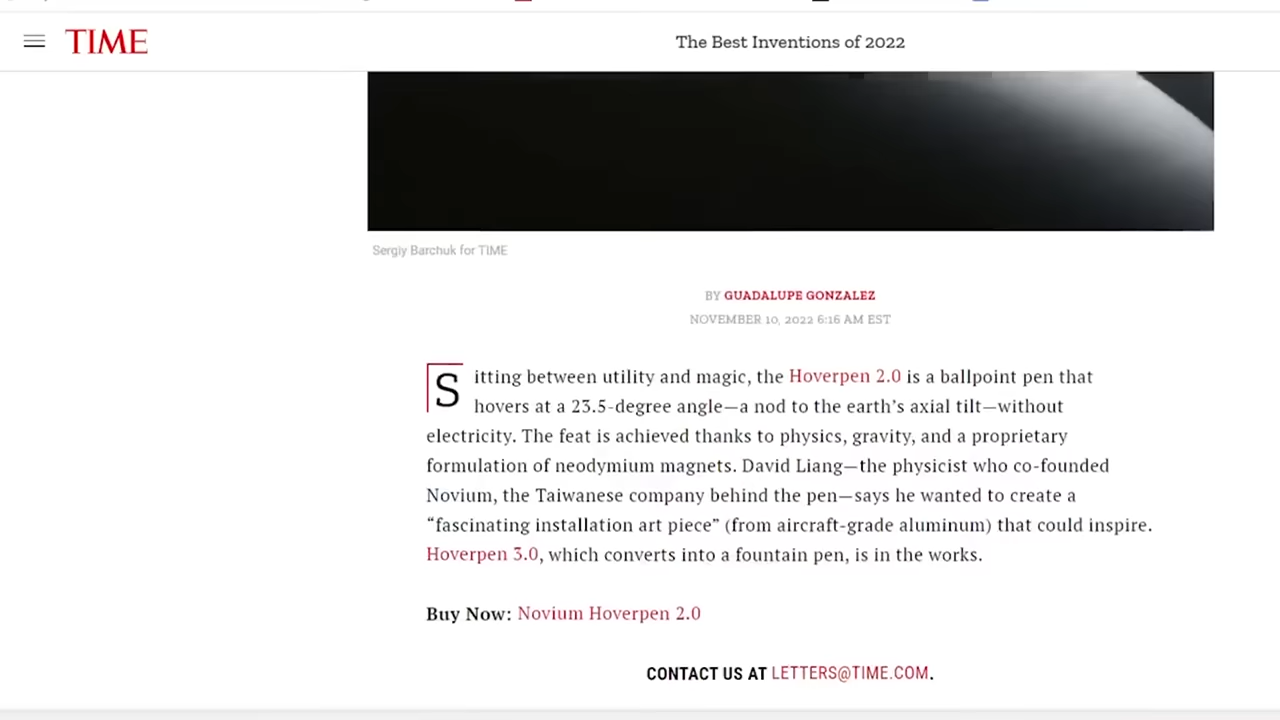 TIME
The Best Inventions of 2022
Sergiy Barchuk for TIME
BY GUADALUPE GONZALEZ
NOVEMBER 10, 2022 6:16 AM EST
Sitting between utility and magic, the Hoverpen 2.0 is a ballpoint pen that
hovers at a 23.5-degree angle—a nod to the earth’s axial tilt—without
electricity. The feat is achieved thanks to physics, gravity, and a proprietary
formulation of neodymium magnets. David Liang—the physicist who co-founded
Novium, the Taiwanese company behind the pen—says he wanted to create a
“fascinating installation art piece” (from aircraft-grade aluminum) that could inspire.
Hoverpen 3.0, which converts into a fountain pen, is in the works.
Buy Now: Novium Hoverpen 2.0
CONTACT US AT LETTERS@TIME.COM.